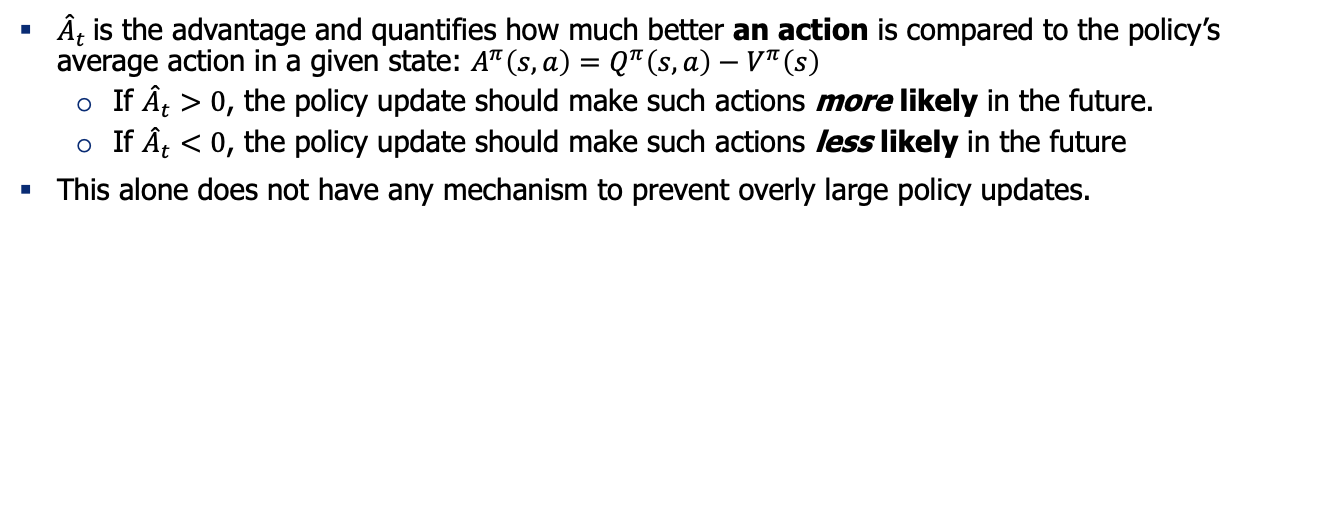 ▪ Âₜ is the advantage and quantifies how much better an action is compared to the policy’s
average action in a given state: 𝐴^𝜋(𝑠, 𝑎) = 𝑄^𝜋(𝑠, 𝑎) − 𝑉^𝜋(𝑠)
○ If Âₜ > 0, the policy update should make such actions more likely in the future.
○ If Âₜ < 0, the policy update should make such actions less likely in the future
▪ This alone does not have any mechanism to prevent overly large policy updates.